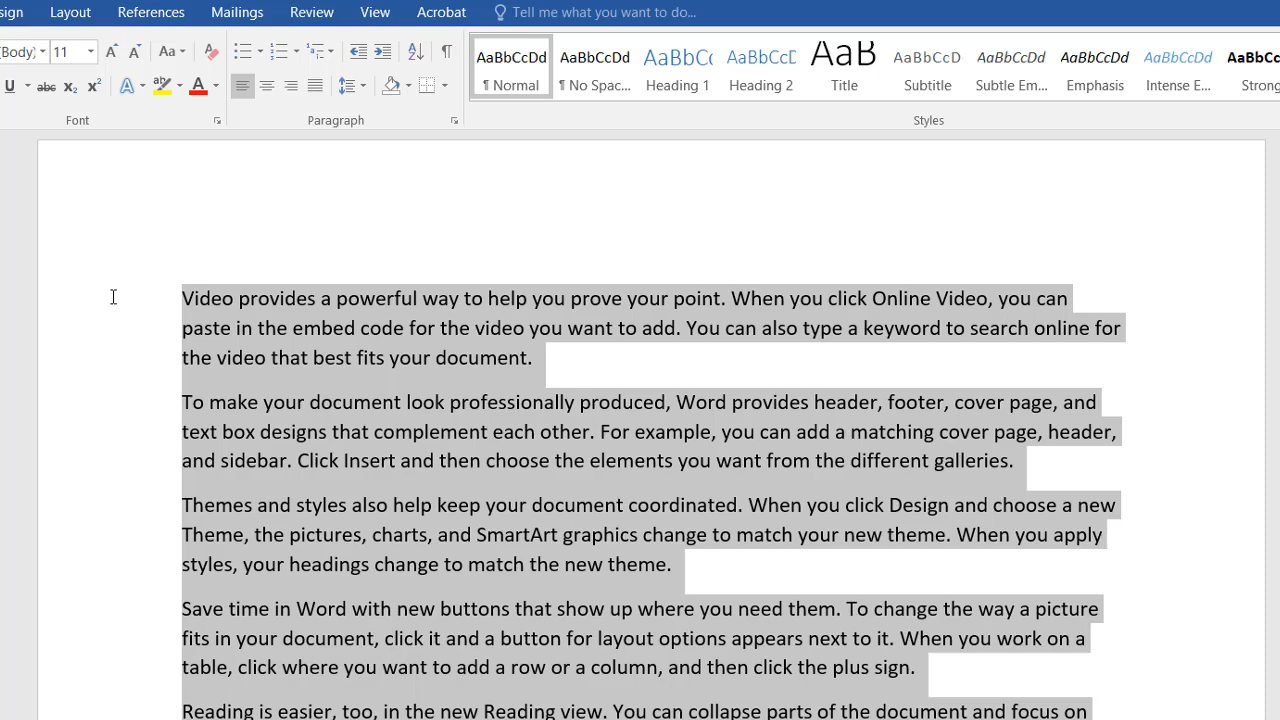 sign Layout References Mailings Review View Acrobat Tell me what you want to do...
(Body) 11 Aa
U abc X₂ X² A ab A
Font Paragraph Styles
AaBbCcDd AaBbCcDd AaBbCc AaBbCcD AaB AaBbCcD AaBbCcDd AaBbCcDd AaBbCcDd AaBbCcDd
¶ Normal ¶ No Spac... Heading 1 Heading 2 Title Subtitle Subtle Em... Emphasis Intense E... Strong
Video provides a powerful way to help you prove your point. When you click Online Video, you can
paste in the embed code for the video you want to add. You can also type a keyword to search online for
the video that best fits your document.
To make your document look professionally produced, Word provides header, footer, cover page, and
text box designs that complement each other. For example, you can add a matching cover page, header,
and sidebar. Click Insert and then choose the elements you want from the different galleries.
Themes and styles also help keep your document coordinated. When you click Design and choose a new
Theme, the pictures, charts, and SmartArt graphics change to match your new theme. When you apply
styles, your headings change to match the new theme.
Save time in Word with new buttons that show up where you need them. To change the way a picture
fits in your document, click it and a button for layout options appears next to it. When you work on a
table, click where you want to add a row or a column, and then click the plus sign.
Reading is easier, too, in the new Reading view. You can collapse parts of the document and focus on